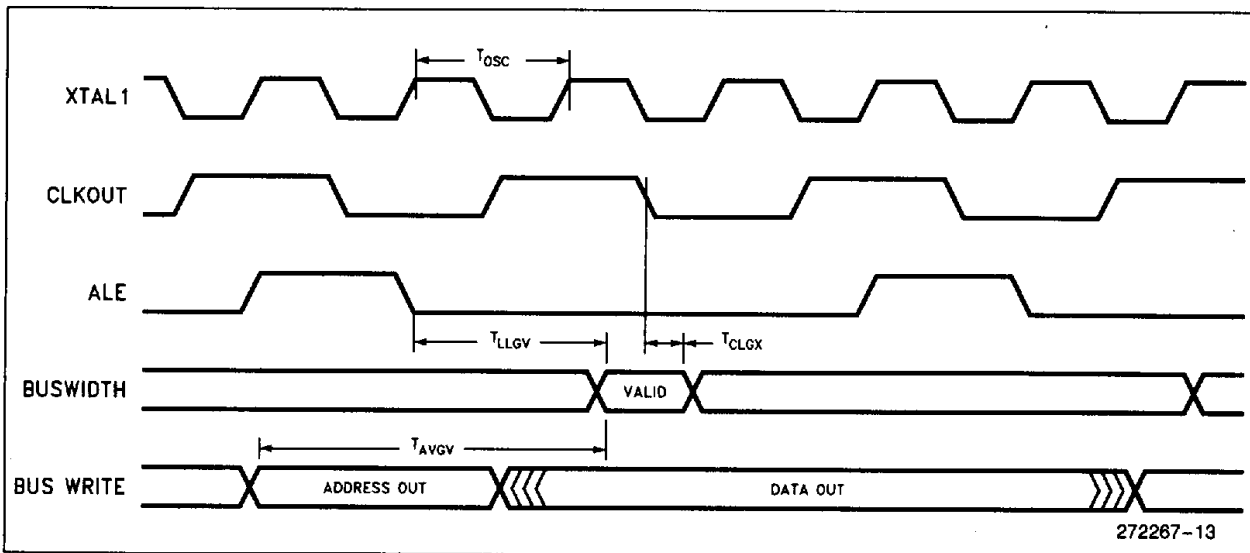 T_OSC
XTAL1
CLKOUT
ALE
T_LLGV
T_CLGX
BUSWIDTH
VALID
T_AVGV
BUS WRITE
ADDRESS OUT
DATA OUT
272267-13